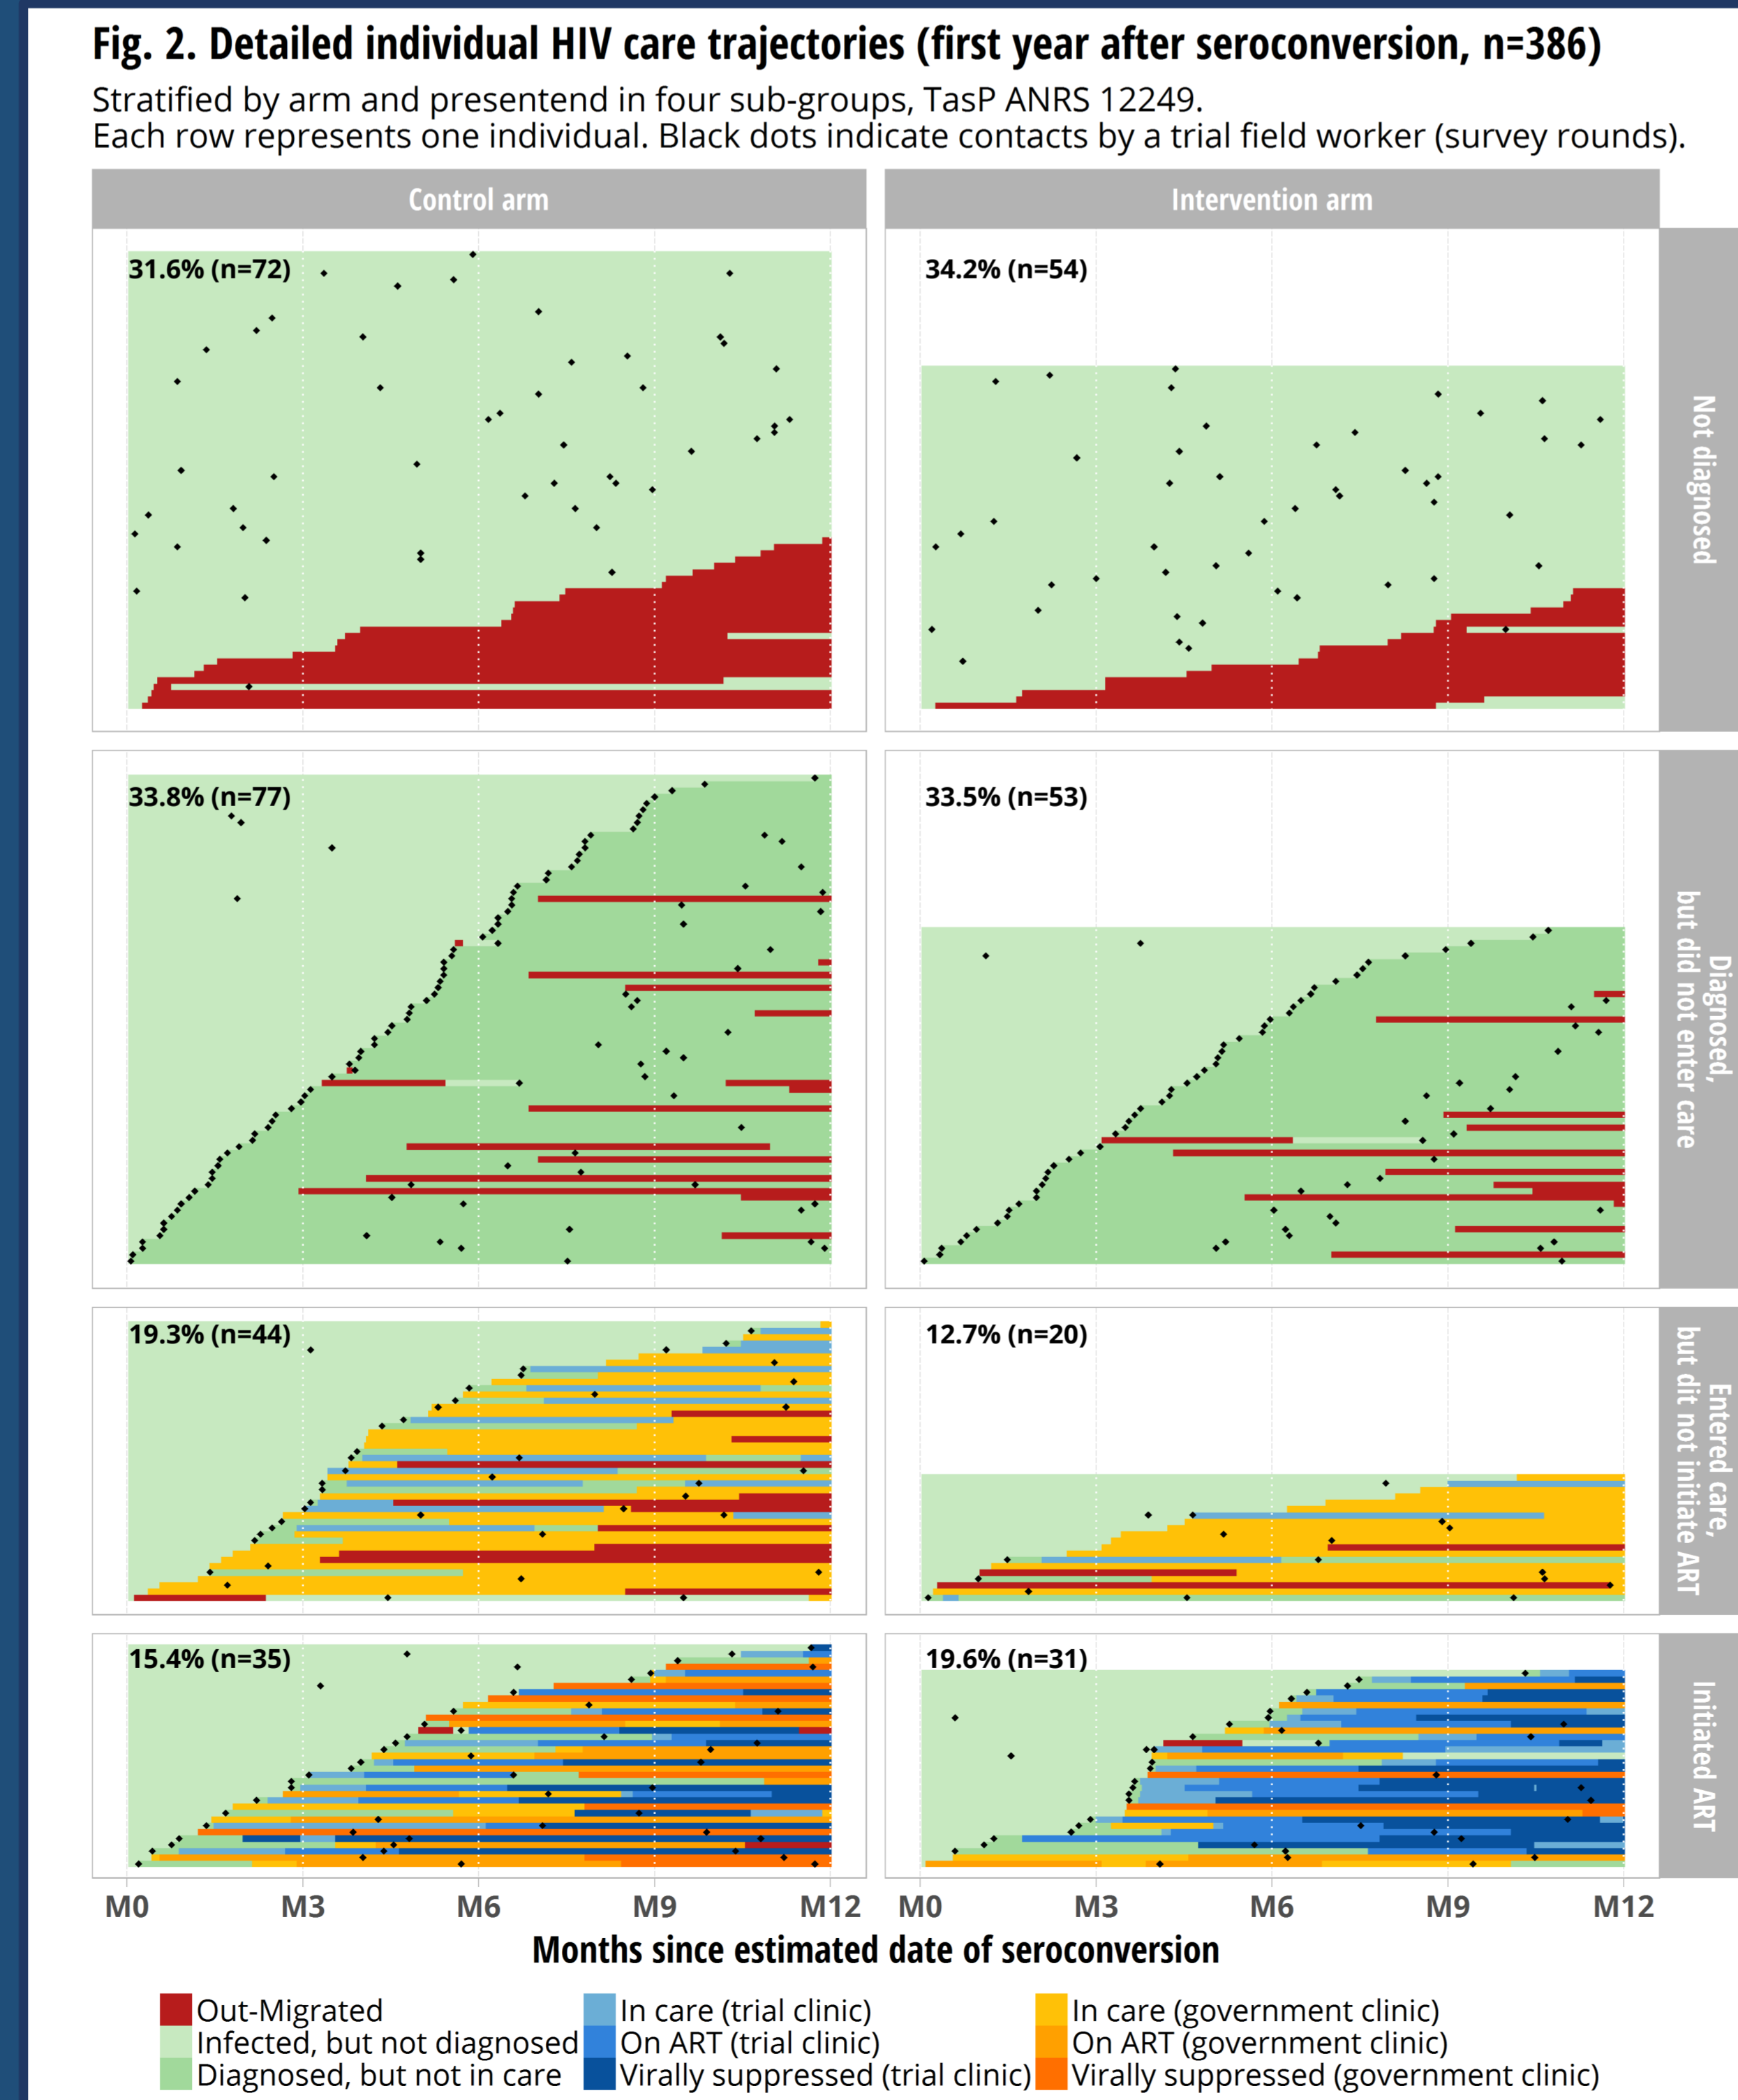 Fig. 2. Detailed individual HIV care trajectories (first year after seroconversion, n=386)
Stratified by arm and presentend in four sub-groups, TasP ANRS 12249.
Each row represents one individual. Black dots indicate contacts by a trial field worker (survey rounds).
Control arm
Intervention arm
31.6% (n=72)
34.2% (n=54)
Not diagnosed
33.8% (n=77)
33.5% (n=53)
Diagnosed,
but did not enter care
19.3% (n=44)
12.7% (n=20)
Entered care,
but dit not initiate ART
15.4% (n=35)
19.6% (n=31)
Initiated ART
M0 M3 M6 M9 M12 M0 M3 M6 M9 M12
Months since estimated date of seroconversion
Out-Migrated
Infected, but not diagnosed
Diagnosed, but not in care
In care (trial clinic)
On ART (trial clinic)
Virally suppressed (trial clinic)
In care (government clinic)
On ART (government clinic)
Virally suppressed (government clinic)